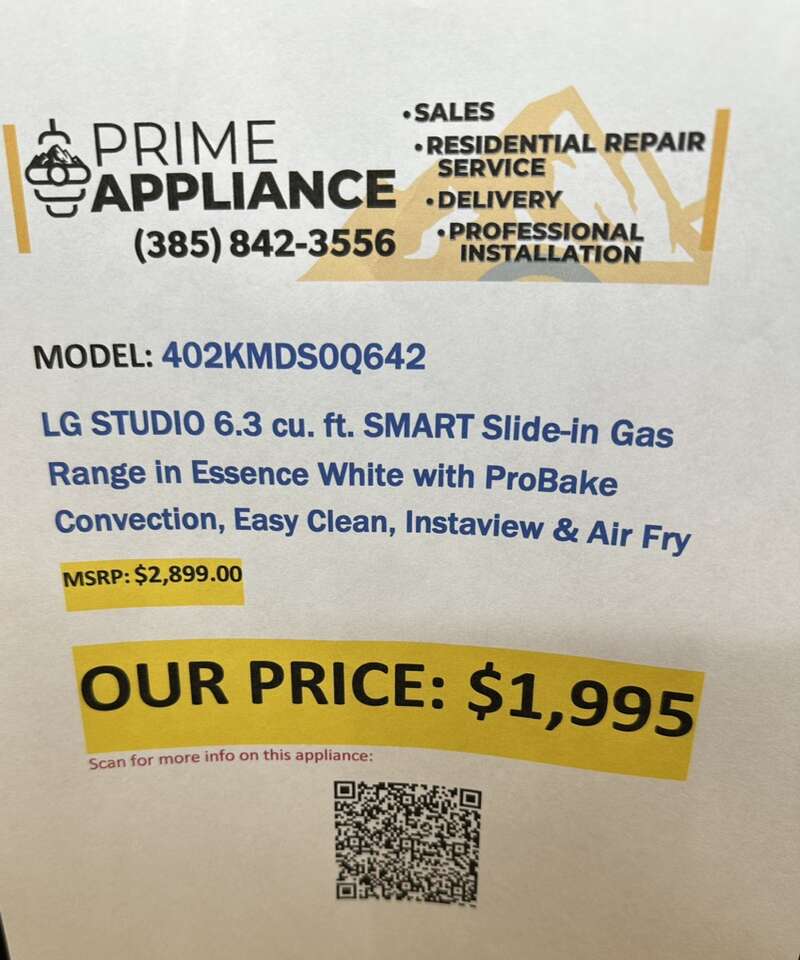 PRIME
APPLIANCE
(385) 842-3556
• SALES
• RESIDENTIAL REPAIR
SERVICE
• DELIVERY
• PROFESSIONAL
INSTALLATION
MODEL: 402KMDS0Q642
LG STUDIO 6.3 cu. ft. SMART Slide-in Gas
Range in Essence White with ProBake
Convection, Easy Clean, Instaview & Air Fry
MSRP: $2,899.00
OUR PRICE: $1,995
Scan for more info on this appliance: